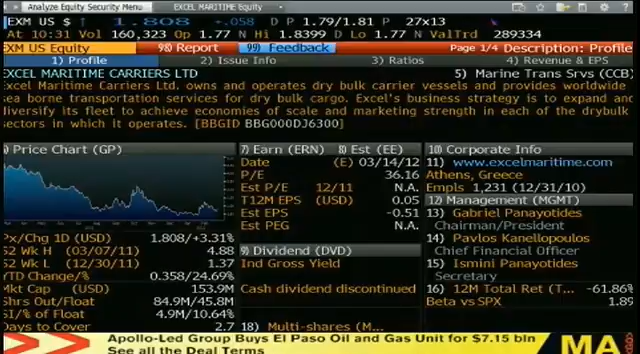 > Analyze Equity Security Menu EXCEL MARITIME Equity
EXM US $ ↑ 1.808 +.058 D P 1.79/1.81 P 27x13
At 10:31 Vol 160,323 Op 1.77 N Hi 1.8399 D Lo 1.77 N ValTrd 289334
EXM US Equity 98) Report 99) Feedback Page 1/4 Description: Profile
1) Profile 2) Issue Info 3) Ratios 4) Revenue & EPS
EXCEL MARITIME CARRIERS LTD 5) Marine Trans Srvs (CCB)
Excel Maritime Carriers Ltd. owns and operates dry bulk carrier vessels and provides worldwide
sea borne transportation services for dry bulk cargo. Excel's business strategy is to expand and
diversify its fleet to achieve economies of scale and marketing strength in each of the drybulk
sectors in which it operates. [BBGID BBG000DJ6300]
6) Price Chart (GP) 7) Earn (ERN) 8) Est (EE) 10) Corporate Info
Date (E) 03/14/12 11) www.excelmaritime.com
P/E 36.16 Athens, Greece
Est P/E 12/11 N.A. Empls 1,231 (12/31/10)
T12M EPS (USD) 0.05 12) Management (MGMT)
Est EPS -0.51 13) Gabriel Panayotides
Est PEG N.A. Chairman/President
Px/Chg 1D (USD) 1.808/+3.31% 14) Pavlos Kanellopoulos
52 Wk H (03/07/11) 4.88 9) Dividend (DVD) Chief Financial Officer
52 Wk L (12/30/11) 1.37 Ind Gross Yield 15) Ismini Panayotides
YTD Change/% 0.358/24.69% Secretary
Mkt Cap (USD) 153.9M Cash dividend discontinued 16) 12M Total Ret (T... -61.86%
Shrs Out/Float 84.9M/45.8M Beta vs SPX 1.89
SI/% of Float 4.9M/10.64%
Days to Cover 2.7 18) Multi-shares (M...
Apollo-Led Group Buys El Paso Oil and Gas Unit for $7.15 bln
See all the Deal Terms
MA